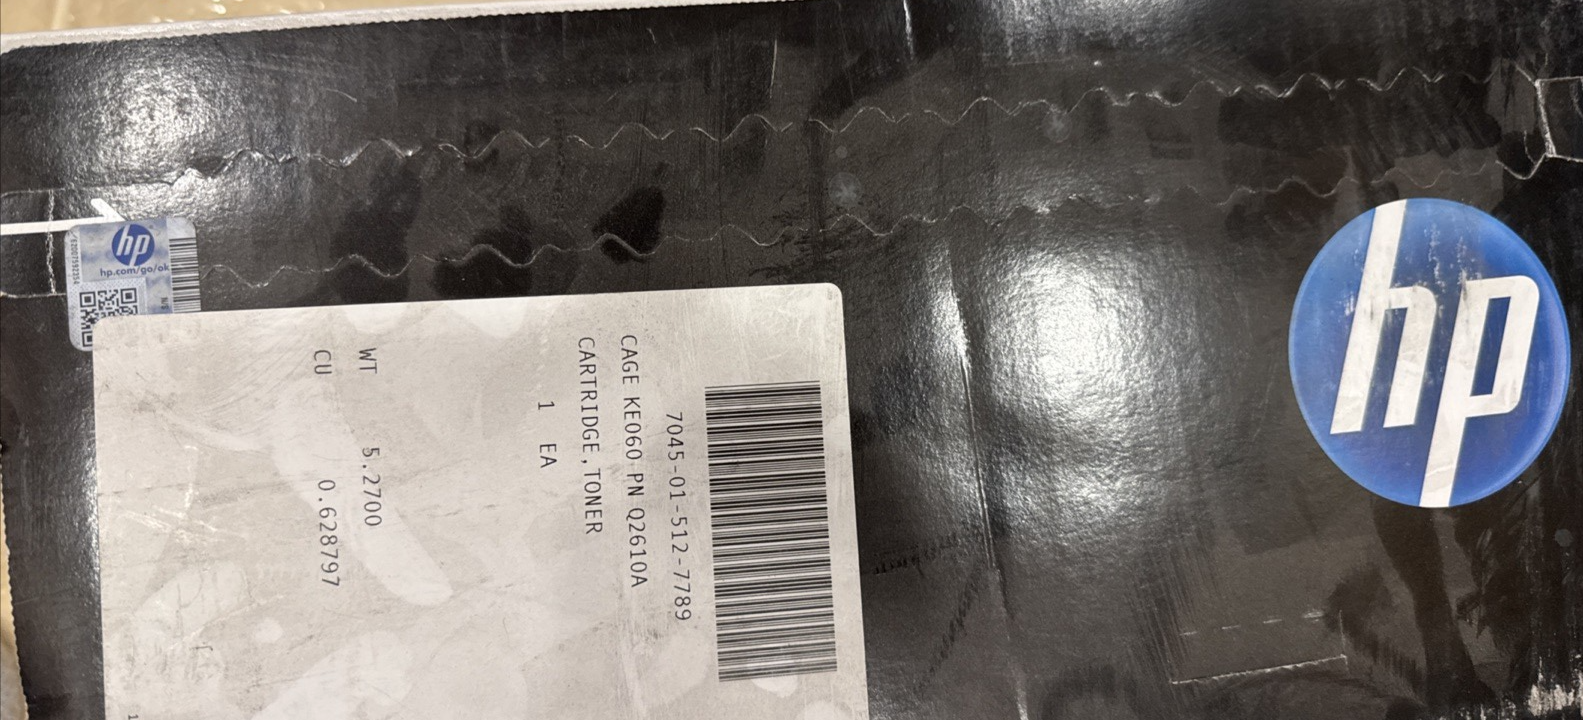 7045-01-512-7789
CAGE KE060 PN Q2610A
CARTRIDGE,TONER
1 EA
WT 5.2700
CU 0.628797
hp
hp.com/go/ok
hp